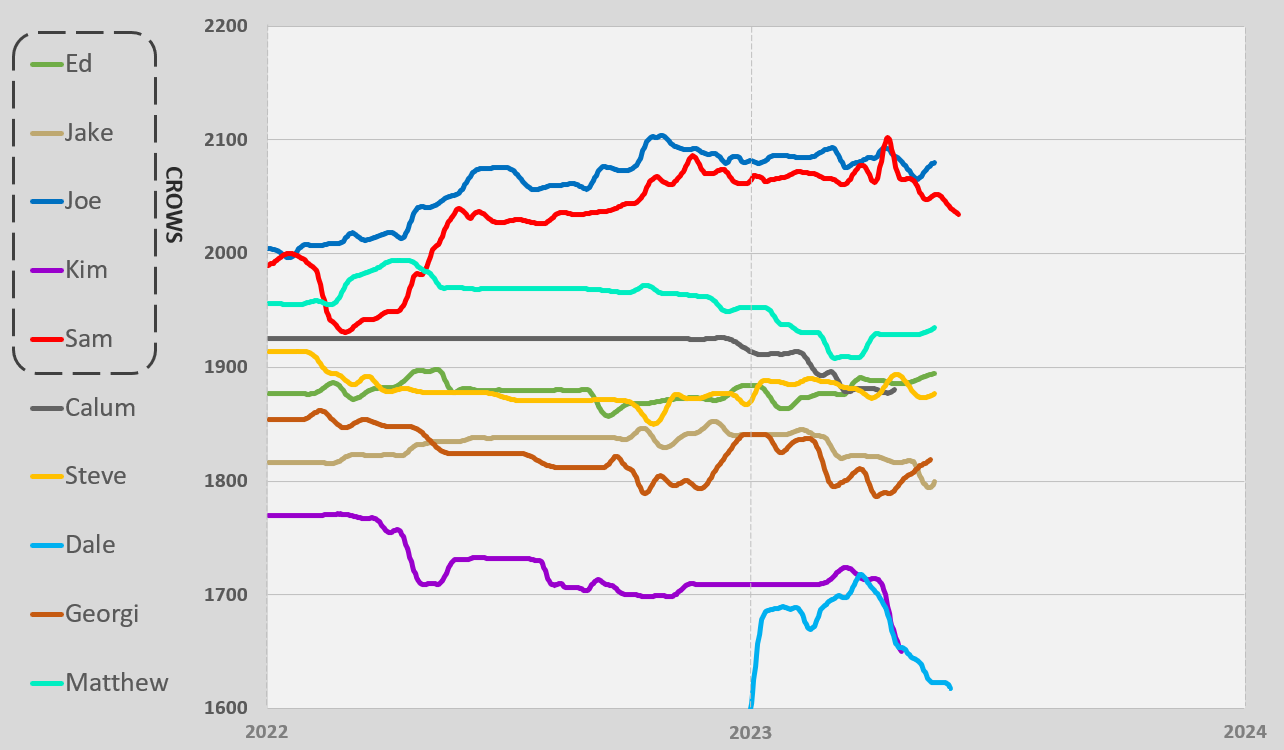 Ed
Jake
Joe
Kim
Sam
Calum
Steve
Dale
Georgi
Matthew
CROWS
2200
2100
2000
1900
1800
1700
1600
2022
2023
2024